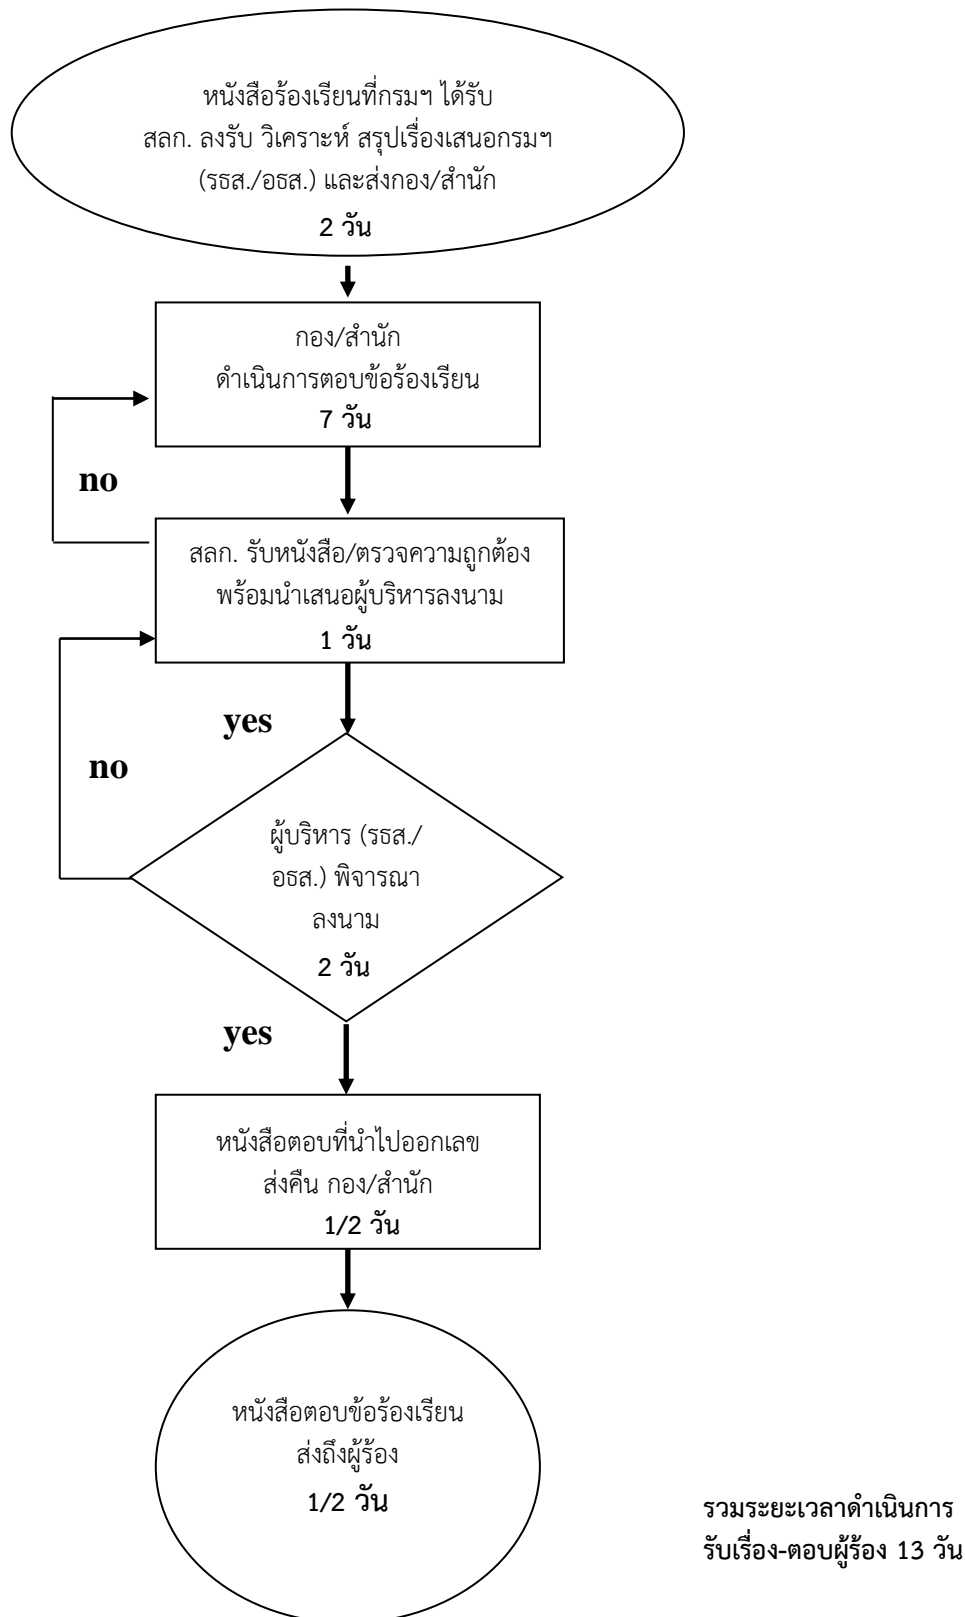 หนังสือร้องเรียนที่กรมฯ ได้รับ
สลก. ลงรับ วิเคราะห์ สรุปเรื่องเสนอกรมฯ
(รธส./อธส.) และส่งกอง/สำนัก
2 วัน
กอง/สำนัก
ดำเนินการตอบข้อร้องเรียน
7 วัน
no
สลก. รับหนังสือ/ตรวจความถูกต้อง
พร้อมนำเสนอผู้บริหารลงนาม
1 วัน
yes
no
ผู้บริหาร (รธส./
อธส.) พิจารณา
ลงนาม
2 วัน
yes
หนังสือตอบที่นำไปออกเลข
ส่งคืน กอง/สำนัก
1/2 วัน
หนังสือตอบข้อร้องเรียน
ส่งถึงผู้ร้อง
1/2 วัน
รวมระยะเวลาดำเนินการ
รับเรื่อง-ตอบผู้ร้อง 13 วัน